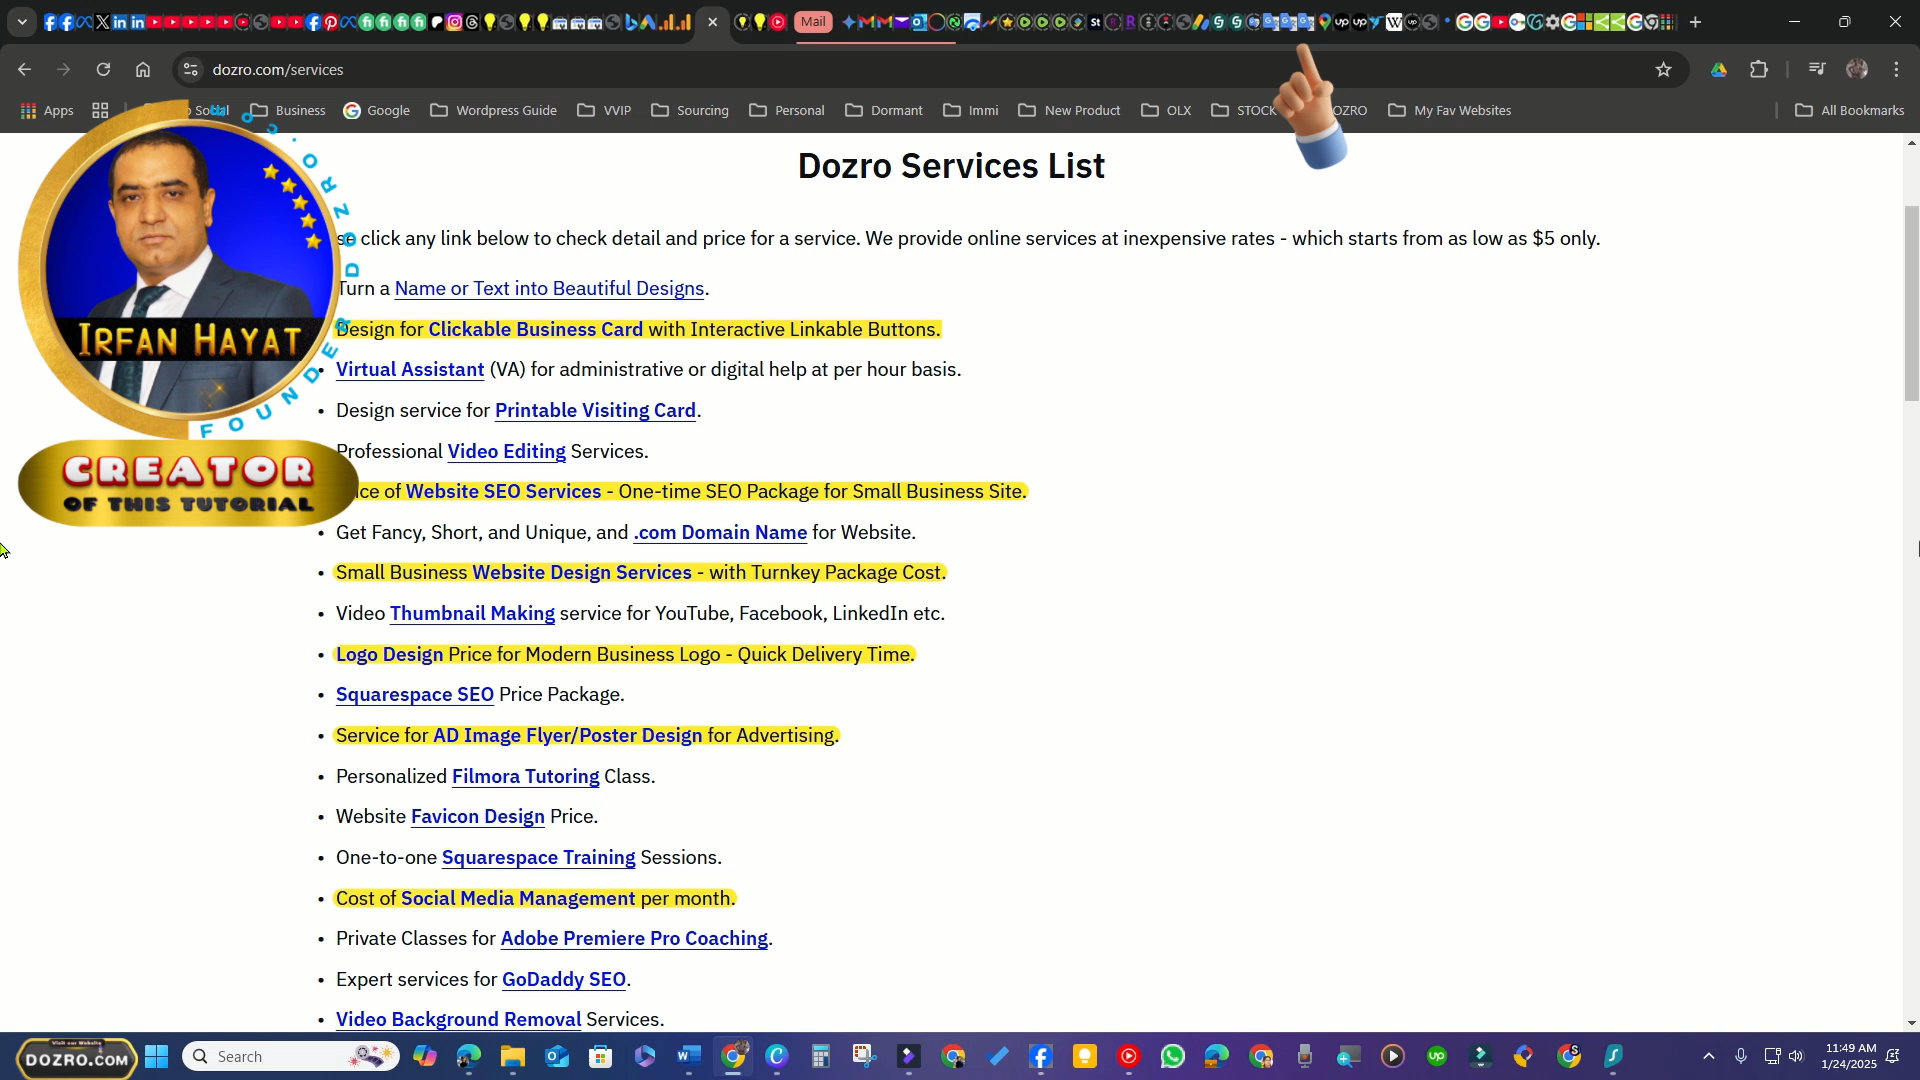 Mail
dozro.com/services
Apps
Business
Google
Wordpress Guide
VVIP
Sourcing
Personal
Dormant
Immi
New Product
OLX
STOCK
OZRO
My Fav Websites
All Bookmarks
Dozro Services List
se click any link below to check detail and price for a service. We provide online services at inexpensive rates - which starts from as low as $5 only.
Turn a Name or Text into Beautiful Designs.
Design for Clickable Business Card with Interactive Linkable Buttons.
• Virtual Assistant (VA) for administrative or digital help at per hour basis.
• Design service for Printable Visiting Card.
Professional Video Editing Services.
ice of Website SEO Services - One-time SEO Package for Small Business Site.
• Get Fancy, Short, and Unique, and .com Domain Name for Website.
• Small Business Website Design Services - with Turnkey Package Cost.
• Video Thumbnail Making service for YouTube, Facebook, LinkedIn etc.
• Logo Design Price for Modern Business Logo - Quick Delivery Time.
• Squarespace SEO Price Package.
• Service for AD Image Flyer/Poster Design for Advertising.
• Personalized Filmora Tutoring Class.
• Website Favicon Design Price.
• One-to-one Squarespace Training Sessions.
• Cost of Social Media Management per month.
• Private Classes for Adobe Premiere Pro Coaching.
• Expert services for GoDaddy SEO.
• Video Background Removal Services.
IRFAN HAYAT
FOUNDER DOZRO.
CREATOR
OF THIS TUTORIAL
DOZRO.COM
Search
11:49 AM
1/24/2025